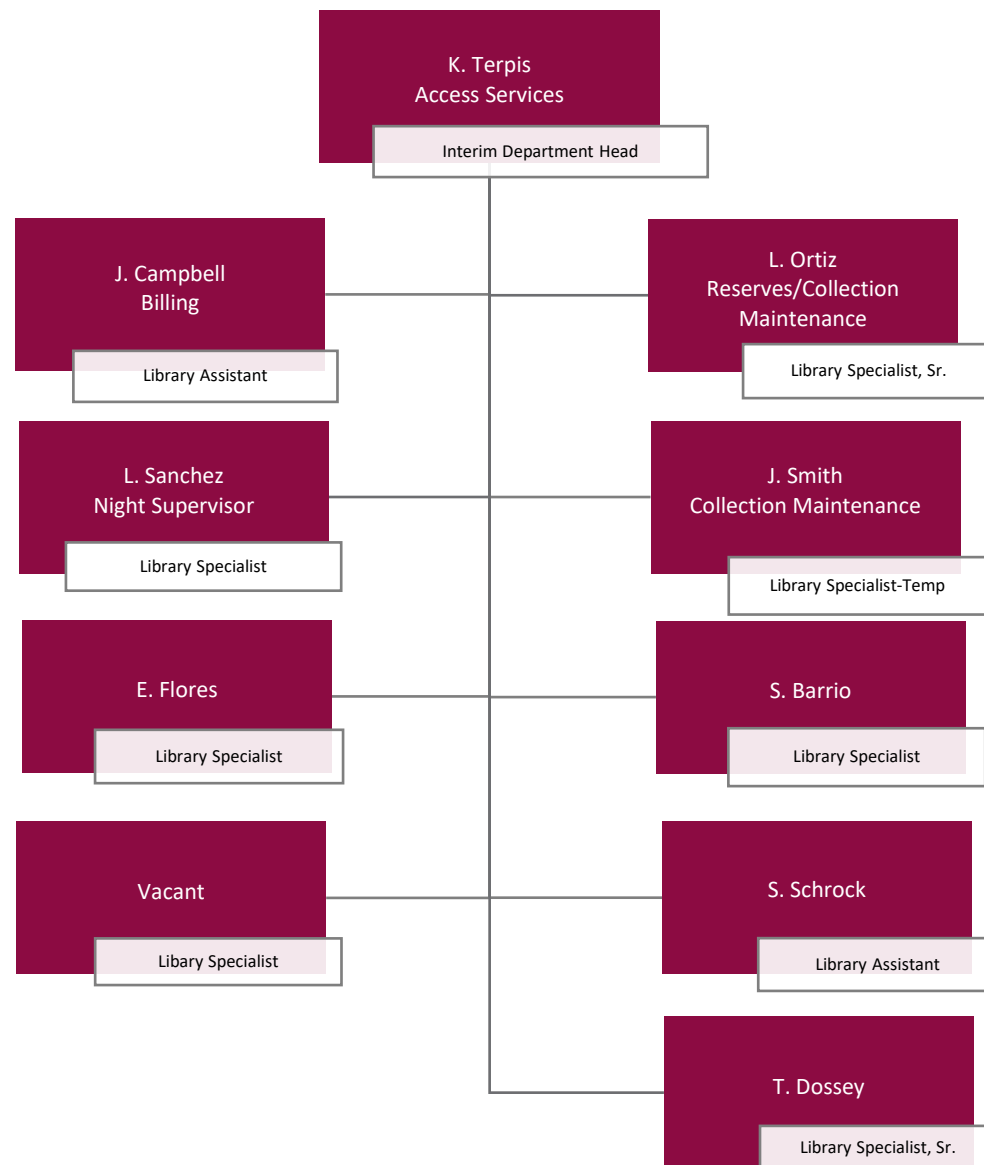 K. Terpis
Access Services
Interim Department Head
J. Campbell
Billing
Library Assistant
L. Ortiz
Reserves/Collection
Maintenance
Library Specialist, Sr.
L. Sanchez
Night Supervisor
Library Specialist
J. Smith
Collection Maintenance
Library Specialist-Temp
E. Flores
Library Specialist
S. Barrio
Library Specialist
Vacant
Libary Specialist
S. Schrock
Library Assistant
T. Dossey
Library Specialist, Sr.